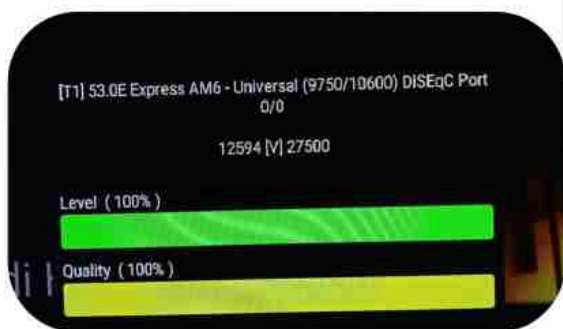 [T1] 53.0E Express AM6 - Universal (9750/10600) DISEqC Port
0/0
12594 [V] 27500
Level ( 100% )
Quality ( 100% )